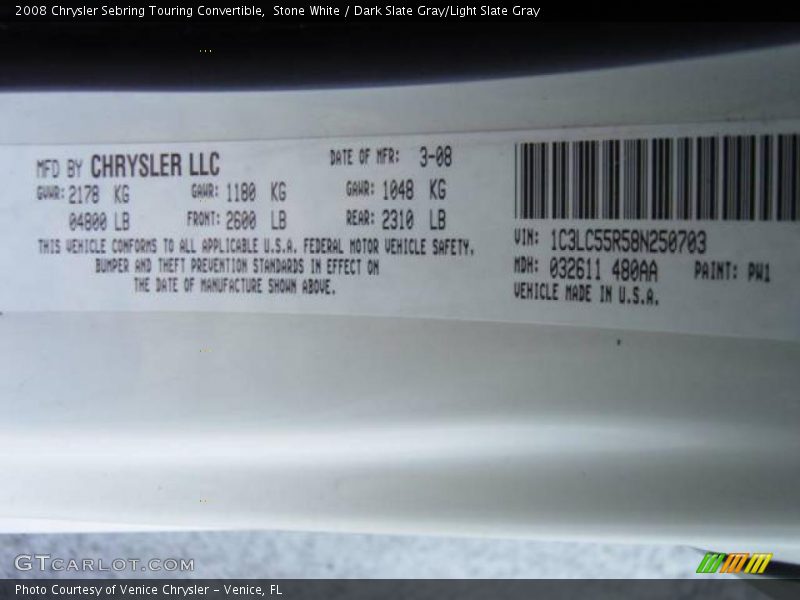 2008 Chrysler Sebring Touring Convertible,  Stone White / Dark Slate Gray/Light Slate Gray
MFD BY CHRYSLER LLC
DATE OF MFR: 3-08
GVWR: 2178 KG
GAWR: 1180 KG
GAWR: 1048 KG
04800 LB
FRONT: 2600 LB
REAR: 2310 LB
THIS VEHICLE CONFORMS TO ALL APPLICABLE U.S.A. FEDERAL MOTOR VEHICLE SAFETY,
BUMPER AND THEFT PREVENTION STANDARDS IN EFFECT ON
THE DATE OF MANUFACTURE SHOWN ABOVE.
VIN: 1C3LC55R58N250703
MDH: 032611 480AA
PAINT: PW1
VEHICLE MADE IN U.S.A.
GTCARLOT.COM
Photo Courtesy of Venice Chrysler - Venice, FL